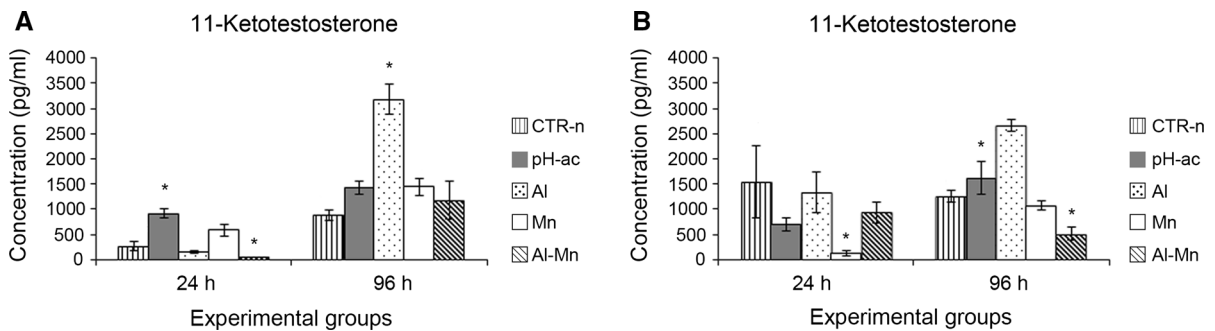 A
11-Ketotestosterone
Concentration (pg/ml)
4000
3500
3000
2500
2000
1500
1000
500
0
*
*
*
24 h
96 h
Experimental groups
CTR-n
pH-ac
Al
Mn
Al-Mn
B
11-Ketotestosterone
Concentration (pg/ml)
4000
3500
3000
2500
2000
1500
1000
500
0
*
*
*
24 h
96 h
Experimental groups
CTR-n
pH-ac
Al
Mn
Al-Mn